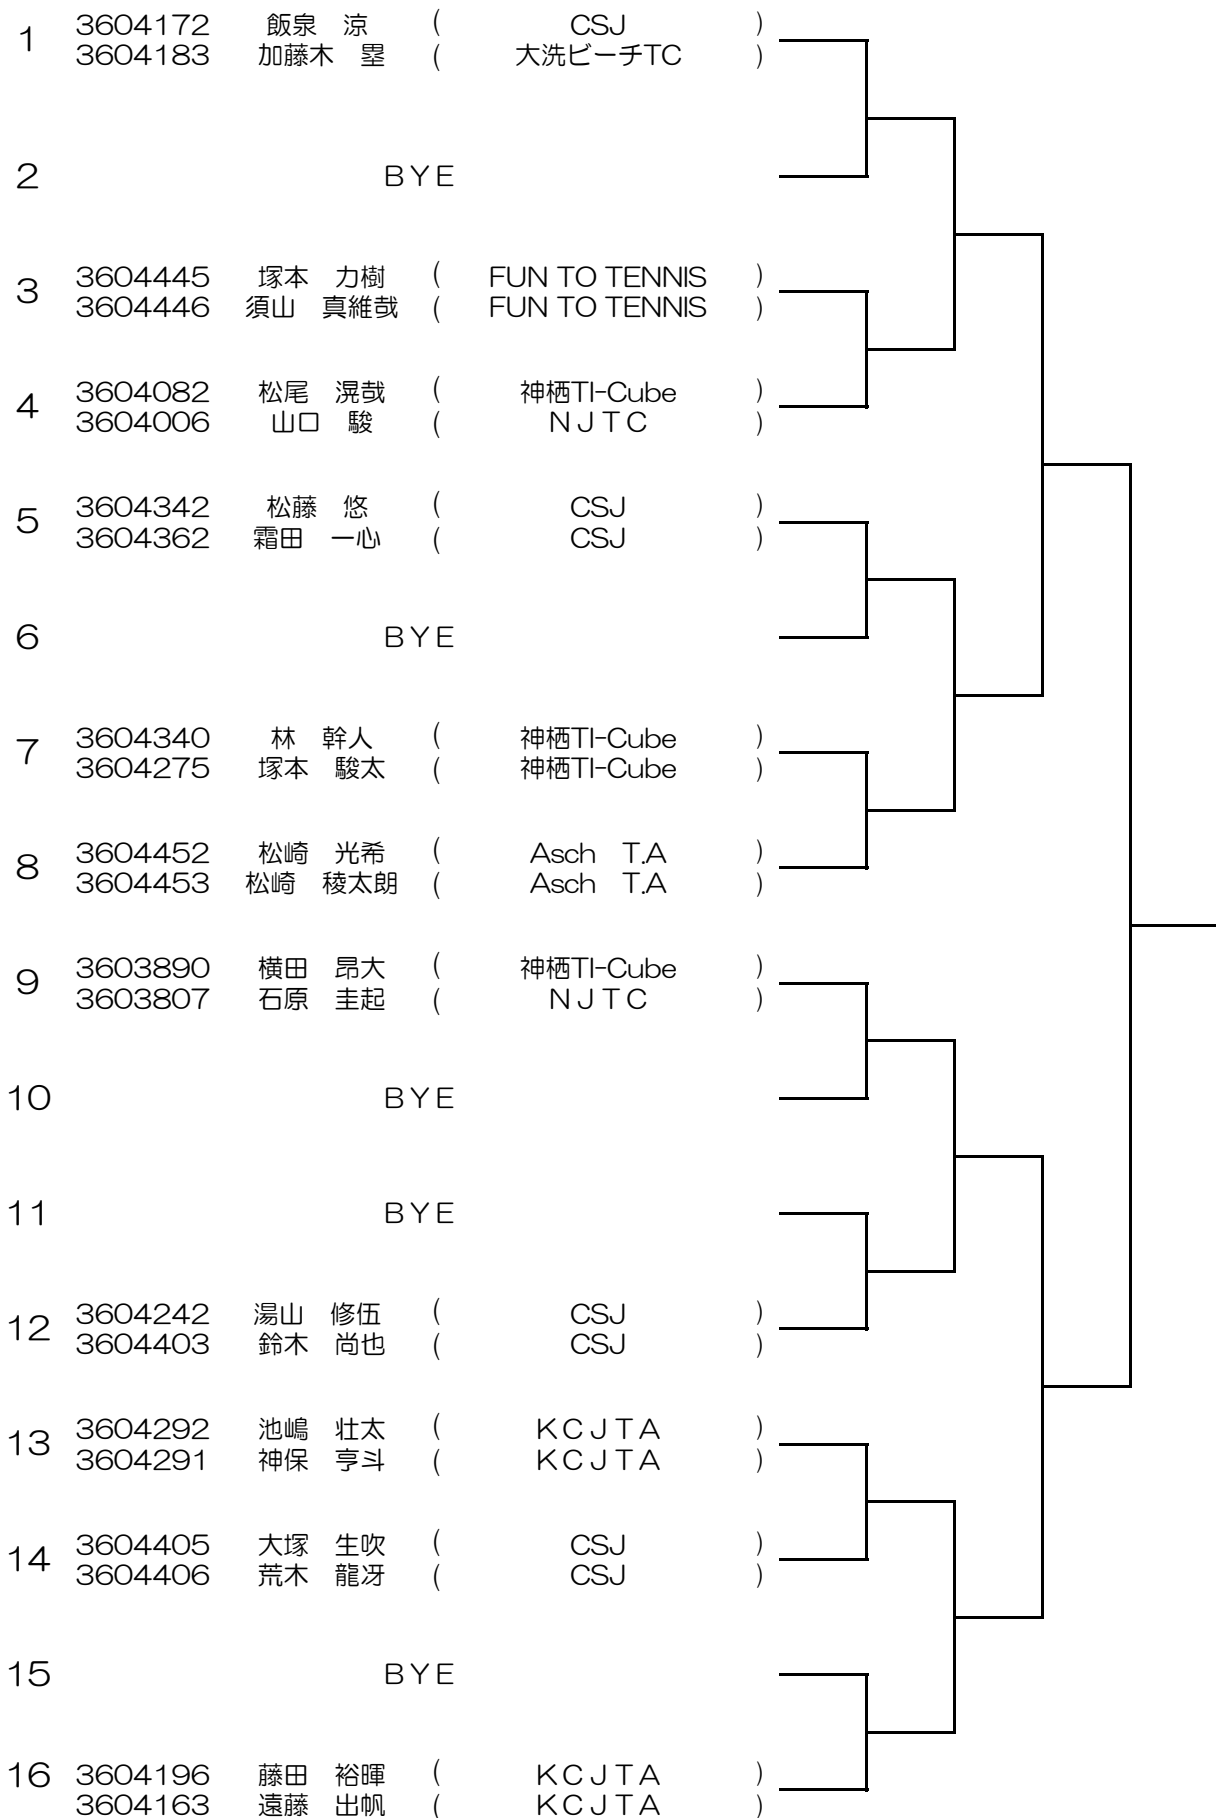 3604172 飯泉 涼 ( CSJ )
1
3604183 加藤木 塁 ( 大洗ビーチTC )
2 BYE
3604445 塚本 力樹 ( FUN TO TENNIS )
3
3604446 須山 真維哉 ( FUN TO TENNIS )
3604082 松尾 滉哉 ( 神栖TI-Cube )
4
3604006 山口 駿 ( NJTC )
3604342 松藤 悠 ( CSJ )
5
3604362 霜田 一心 ( CSJ )
6 BYE
3604340 林 幹人 ( 神栖TI-Cube )
7
3604275 塚本 駿太 ( 神栖TI-Cube )
3604452 松崎 光希 ( Asch T.A )
8
3604453 松崎 稜太朗 ( Asch T.A )
3603890 横田 昂大 ( 神栖TI-Cube )
9
3603807 石原 圭起 ( NJTC )
10 BYE
11 BYE
3604242 湯山 修伍 ( CSJ )
12
3604403 鈴木 尚也 ( CSJ )
3604292 池嶋 壮太 ( KCJTA )
13
3604291 神保 亨斗 ( KCJTA )
3604405 大塚 生吹 ( CSJ )
14
3604406 荒木 龍冴 ( CSJ )
15 BYE
16 3604196 藤田 裕暉 ( KCJTA )
3604163 遠藤 出帆 ( KCJTA )